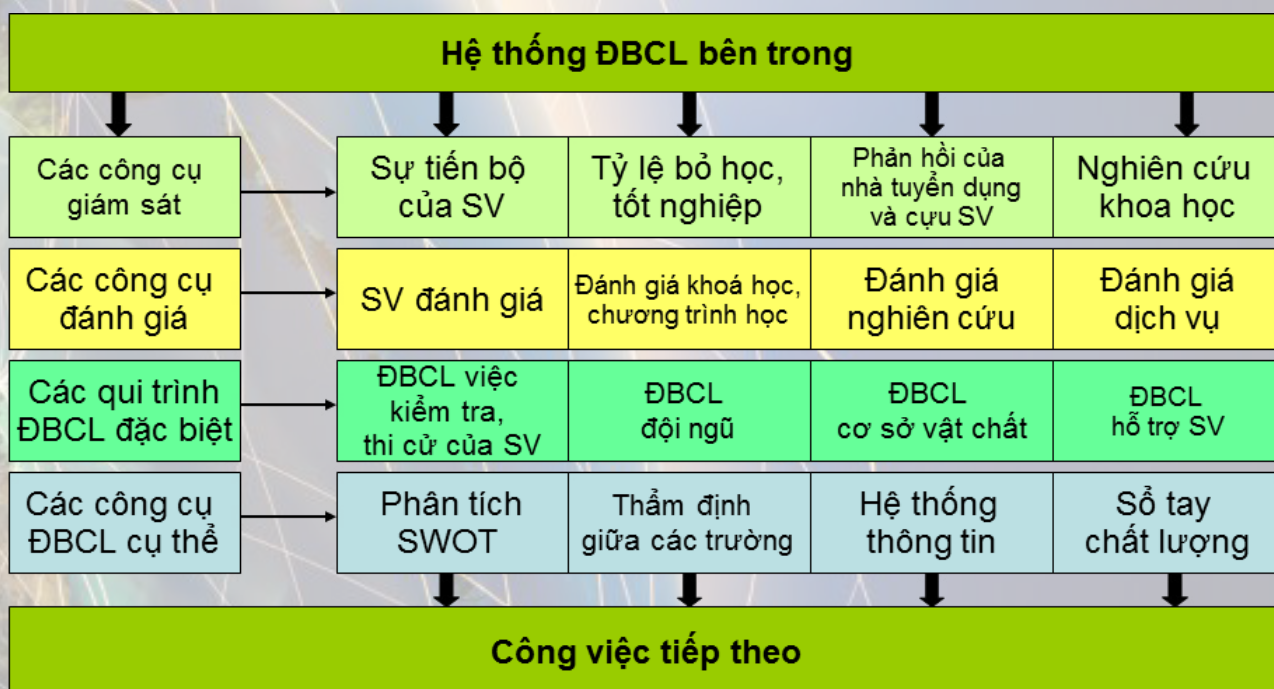 Hệ thống ĐBCL bên trong
Các công cụ
giám sát
Sự tiến bộ
của SV
Tỷ lệ bỏ học,
tốt nghiệp
Phản hồi của
nhà tuyển dụng
và cựu SV
Nghiên cứu
khoa học
Các công cụ
đánh giá
SV đánh giá
Đánh giá khoá học,
chương trình học
Đánh giá
nghiên cứu
Đánh giá
dịch vụ
Các qui trình
ĐBCL đặc biệt
ĐBCL việc
kiểm tra,
thi cử của SV
ĐBCL
đội ngũ
ĐBCL
cơ sở vật chất
ĐBCL
hỗ trợ SV
Các công cụ
ĐBCL cụ thể
Phân tích
SWOT
Thẩm định
giữa các trường
Hệ thống
thông tin
Sổ tay
chất lượng
Công việc tiếp theo